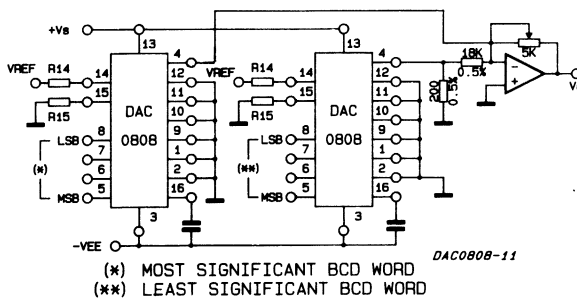 +Vs
13
13
4
18K
0.5%
5K
VREF
R14
14
12
VREF
R14
14
4
12
200
0.5%
R15
15
11
R15
15
11
DAC
0808
10
DAC
0808
10
LSB
8
9
LSB
8
9
(*)
7
1
(**)
7
1
6
2
6
2
MSB
5
16
MSB
5
16
3
3
-VEE
DAC0808-11
(*) MOST SIGNIFICANT BCD WORD
(**) LEAST SIGNIFICANT BCD WORD